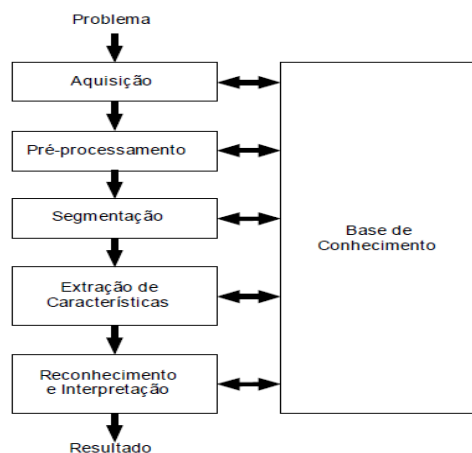 Problema
Aquisição
Pré-processamento
Segmentação
Extração de
Características
Reconhecimento
e Interpretação
Resultado
Base de
Conhecimento